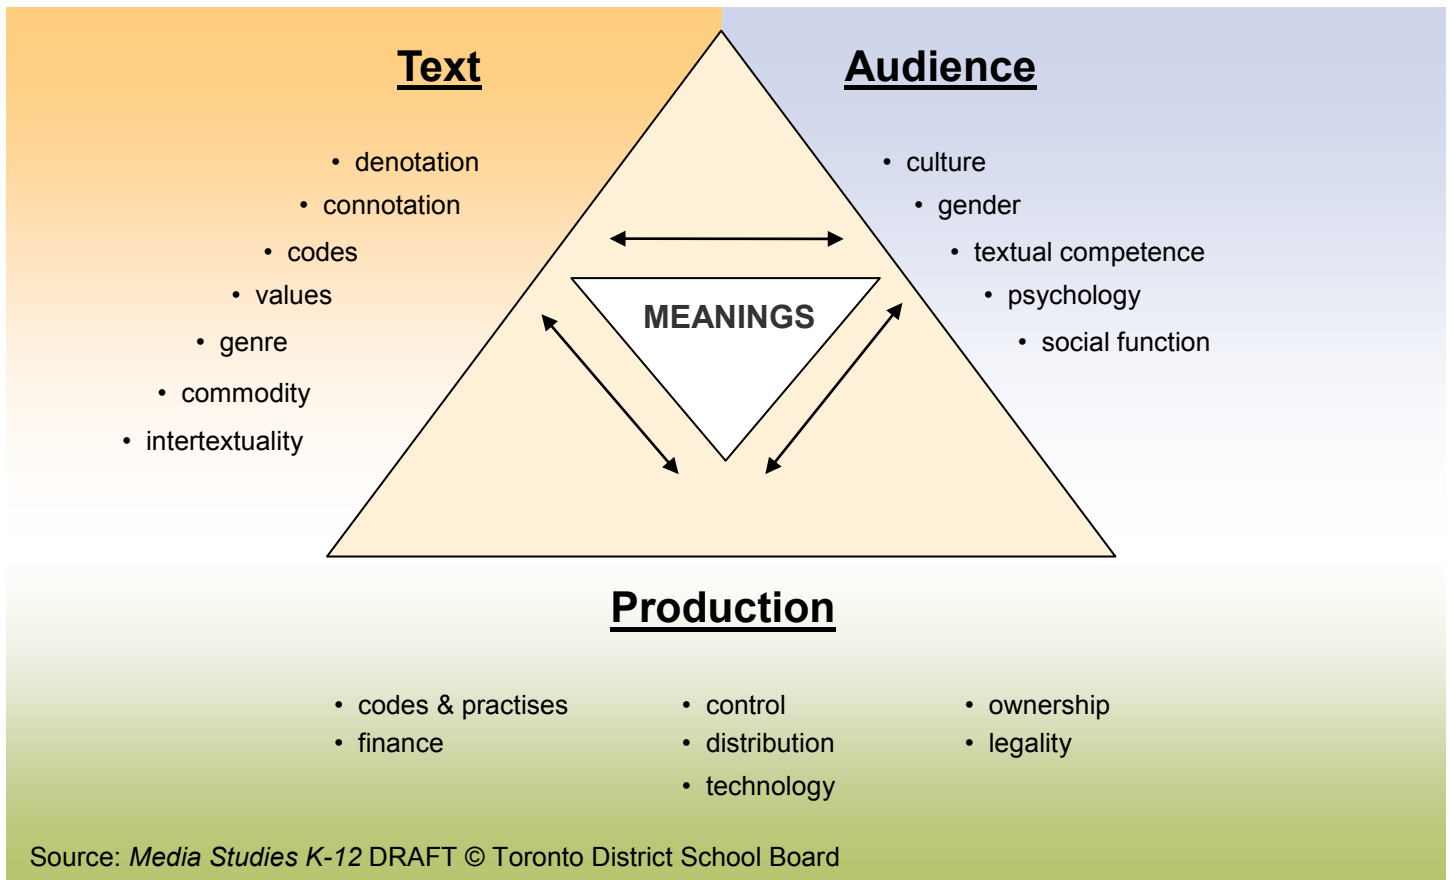 Text
• denotation
• connotation
• codes
• values
• genre
• commodity
• intertextuality
Audience
• culture
• gender
• textual competence
• psychology
• social function
MEANINGS
Production
• codes & practises
• finance
• control
• distribution
• technology
• ownership
• legality
Source: Media Studies K-12 DRAFT © Toronto District School Board